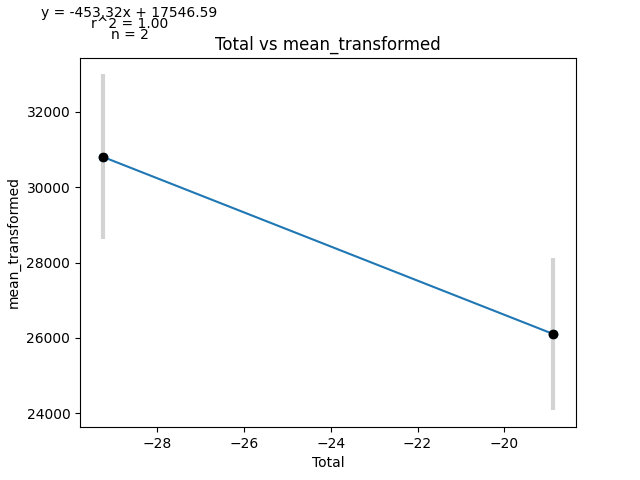 y = -453.32x + 17546.59
r^2 = 1.00
n = 2
Total vs mean_transformed
32000
30000
28000
26000
24000
mean_transformed
−28
−26
−24
−22
−20
Total